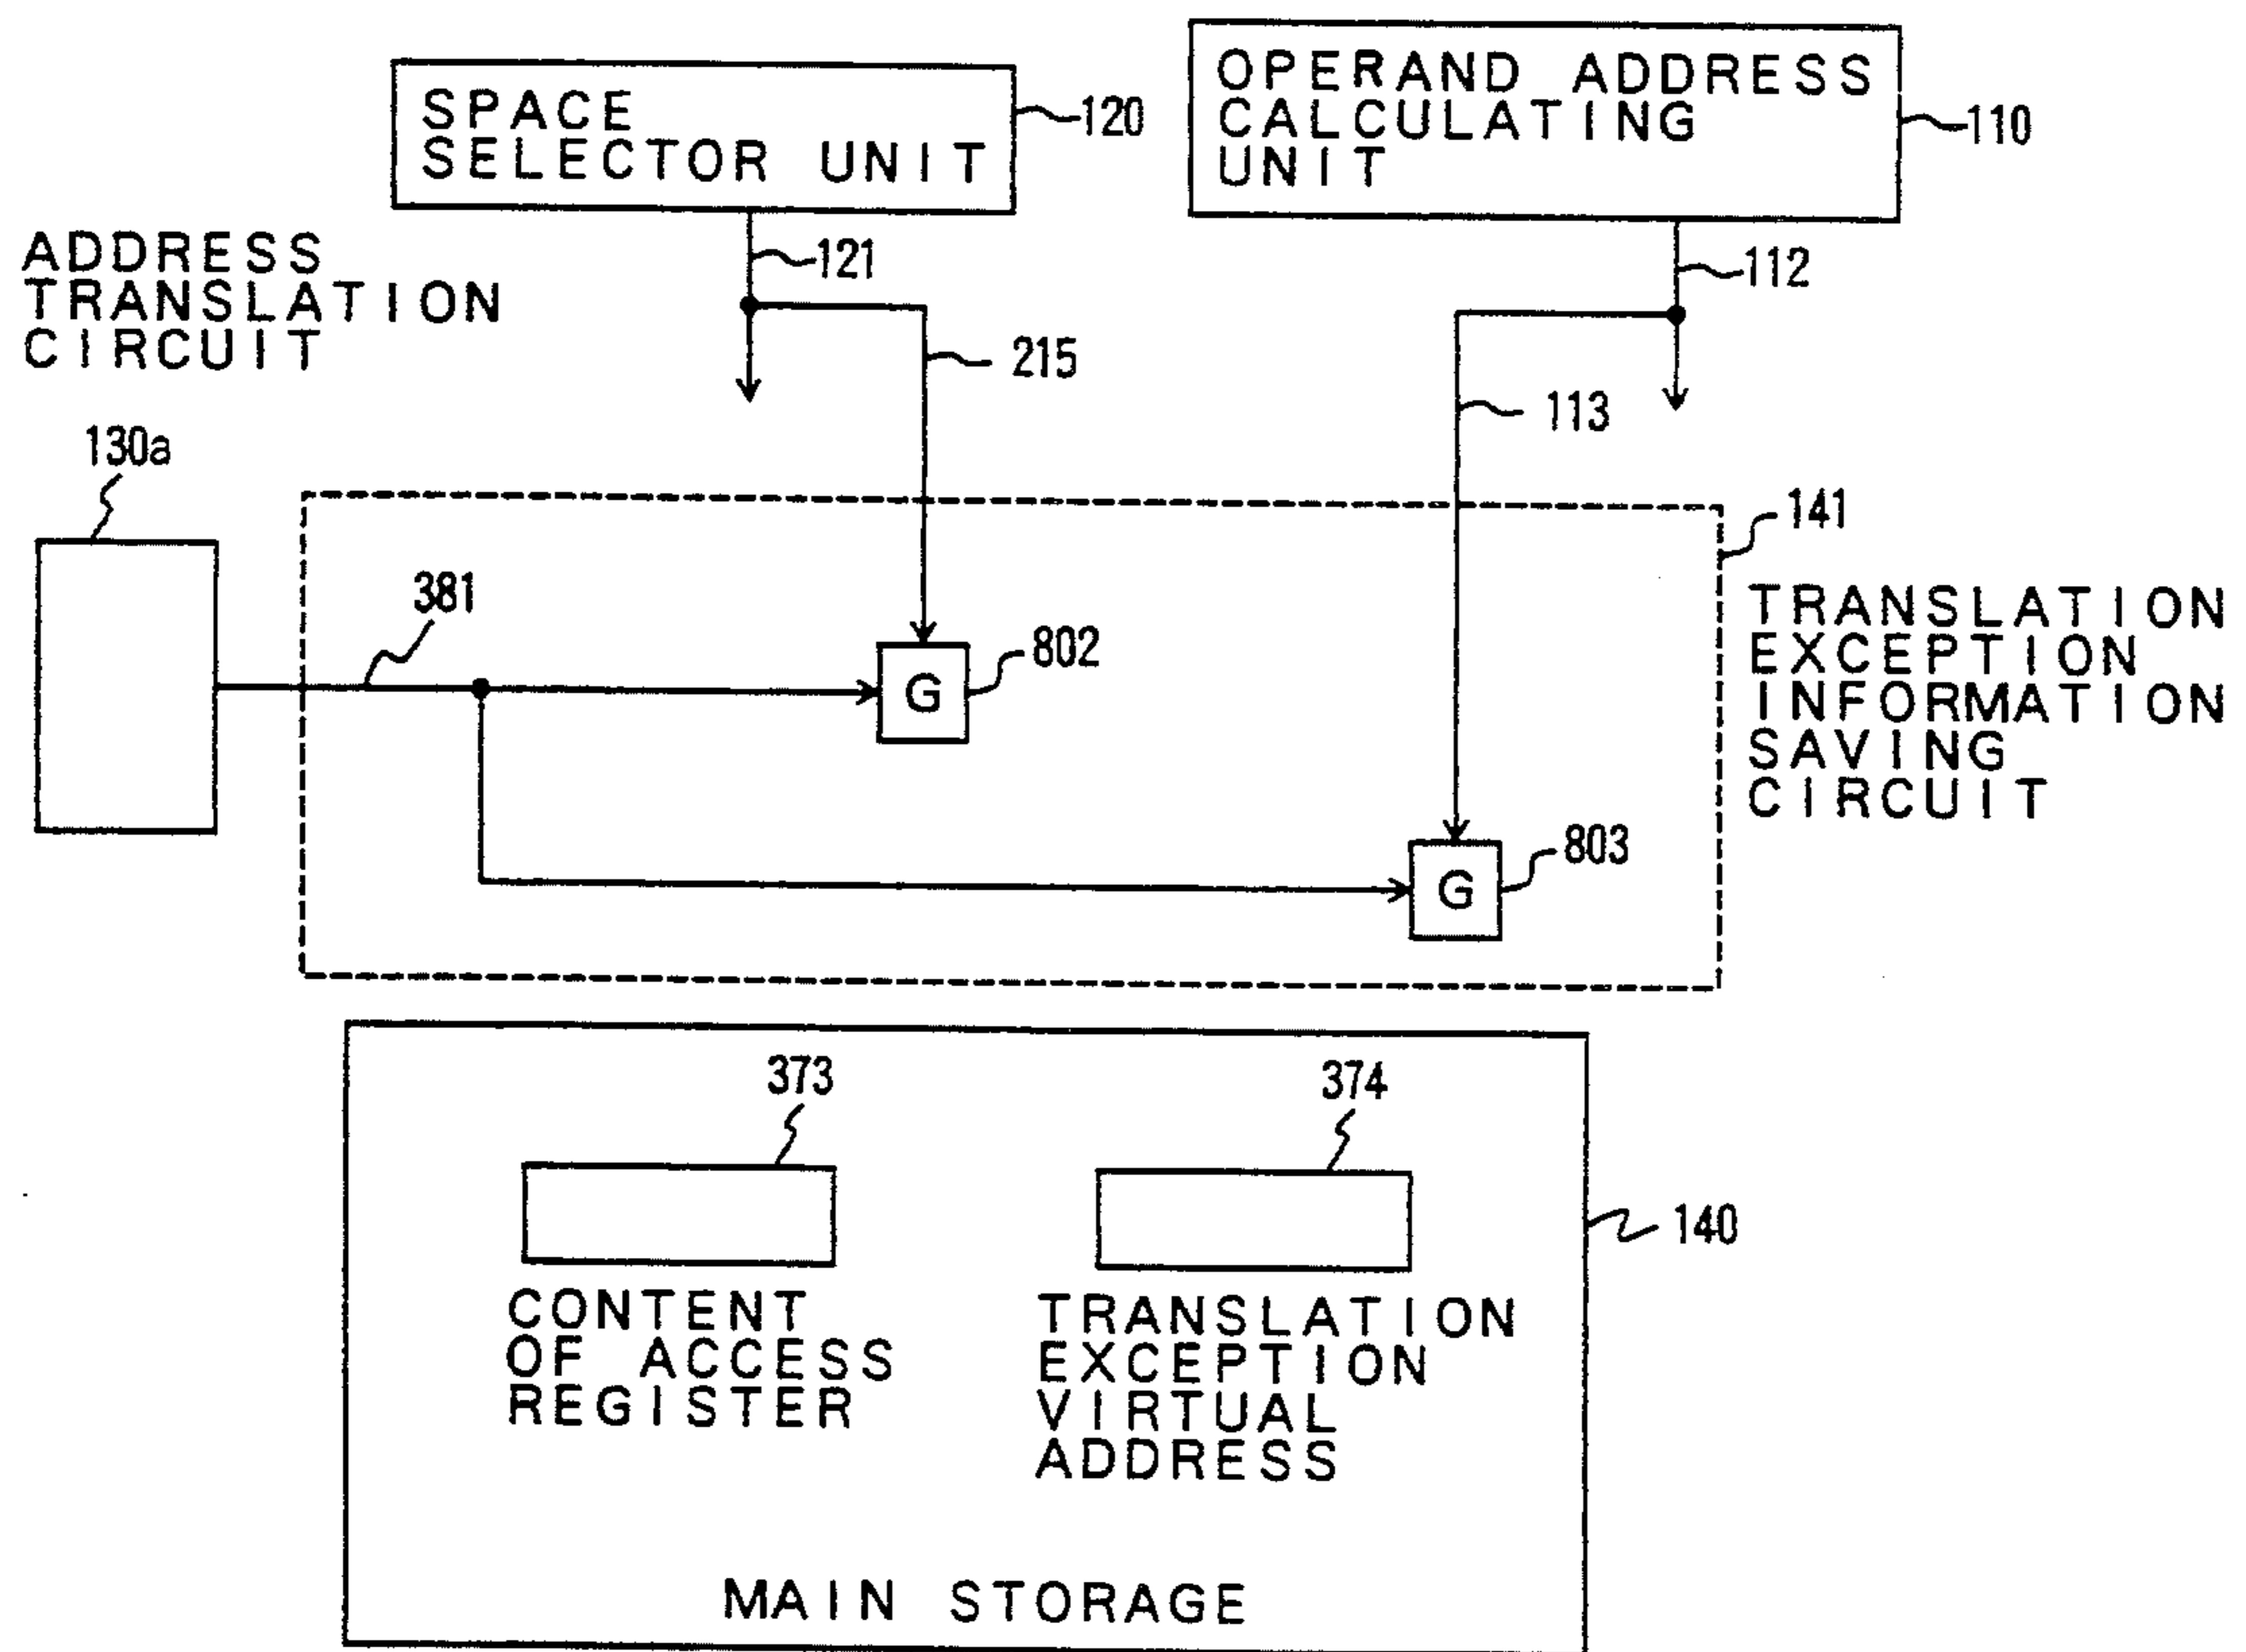 SPACE
SELECTOR UNIT
120
OPERAND ADDRESS
CALCULATING
UNIT
110
ADDRESS
TRANSLATION
CIRCUIT
121
112
215
113
130a
141
381
802
TRANSLATION
EXCEPTION
INFORMATION
SAVING
CIRCUIT
G
803
G
373
374
140
CONTENT
OF ACCESS
REGISTER
TRANSLATION
EXCEPTION
VIRTUAL
ADDRESS
MAIN STORAGE